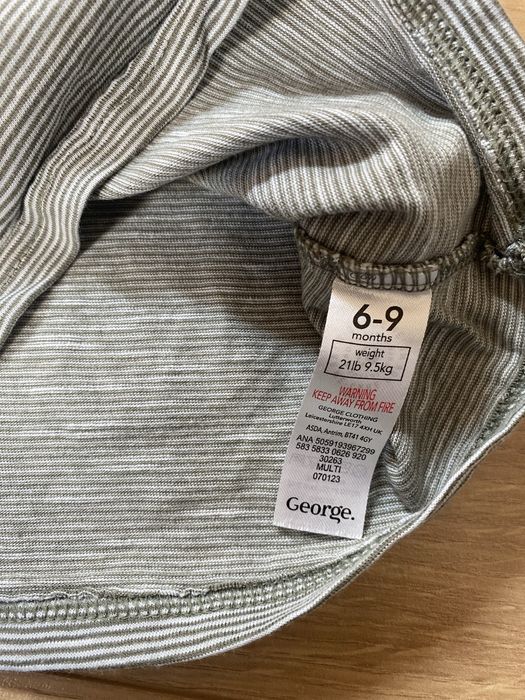 6-9
months
weight
21lb 9.5kg
WARNING
KEEP AWAY FROM FIRE
GEORGE CLOTHING
Lutterworth
Leicestershire LE17 4XH UK
ASDA, Antrim, BT41 4GY
ANA 5059193967299
583 5833 0626 920
30263
MULTI
070123
George.